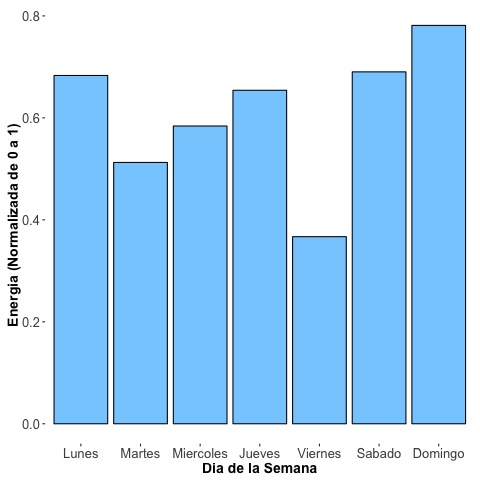 Energia (Normalizada de 0 a 1)
0.8
0.6
0.4
0.2
0.0
Lunes Martes Miercoles Jueves Viernes Sabado Domingo
Dia de la Semana